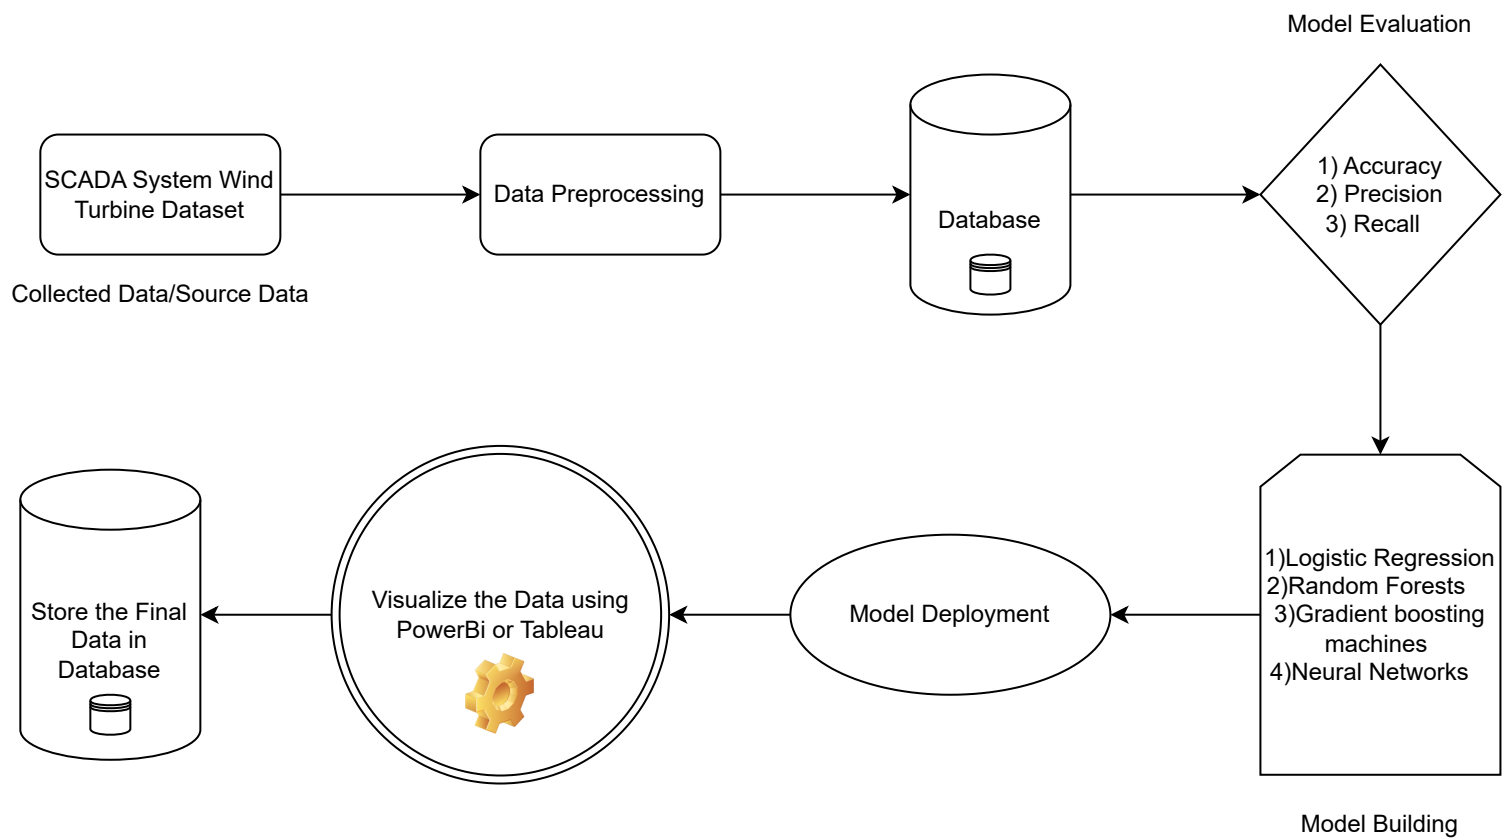 Model Evaluation
SCADA System Wind
Turbine Dataset
Collected Data/Source Data
Data Preprocessing
Database
1) Accuracy
2) Precision
3) Recall
1)Logistic Regression
2)Random Forests
3)Gradient boosting
machines
4)Neural Networks
Model Building
Model Deployment
Visualize the Data using
PowerBi or Tableau
Store the Final
Data in
Database